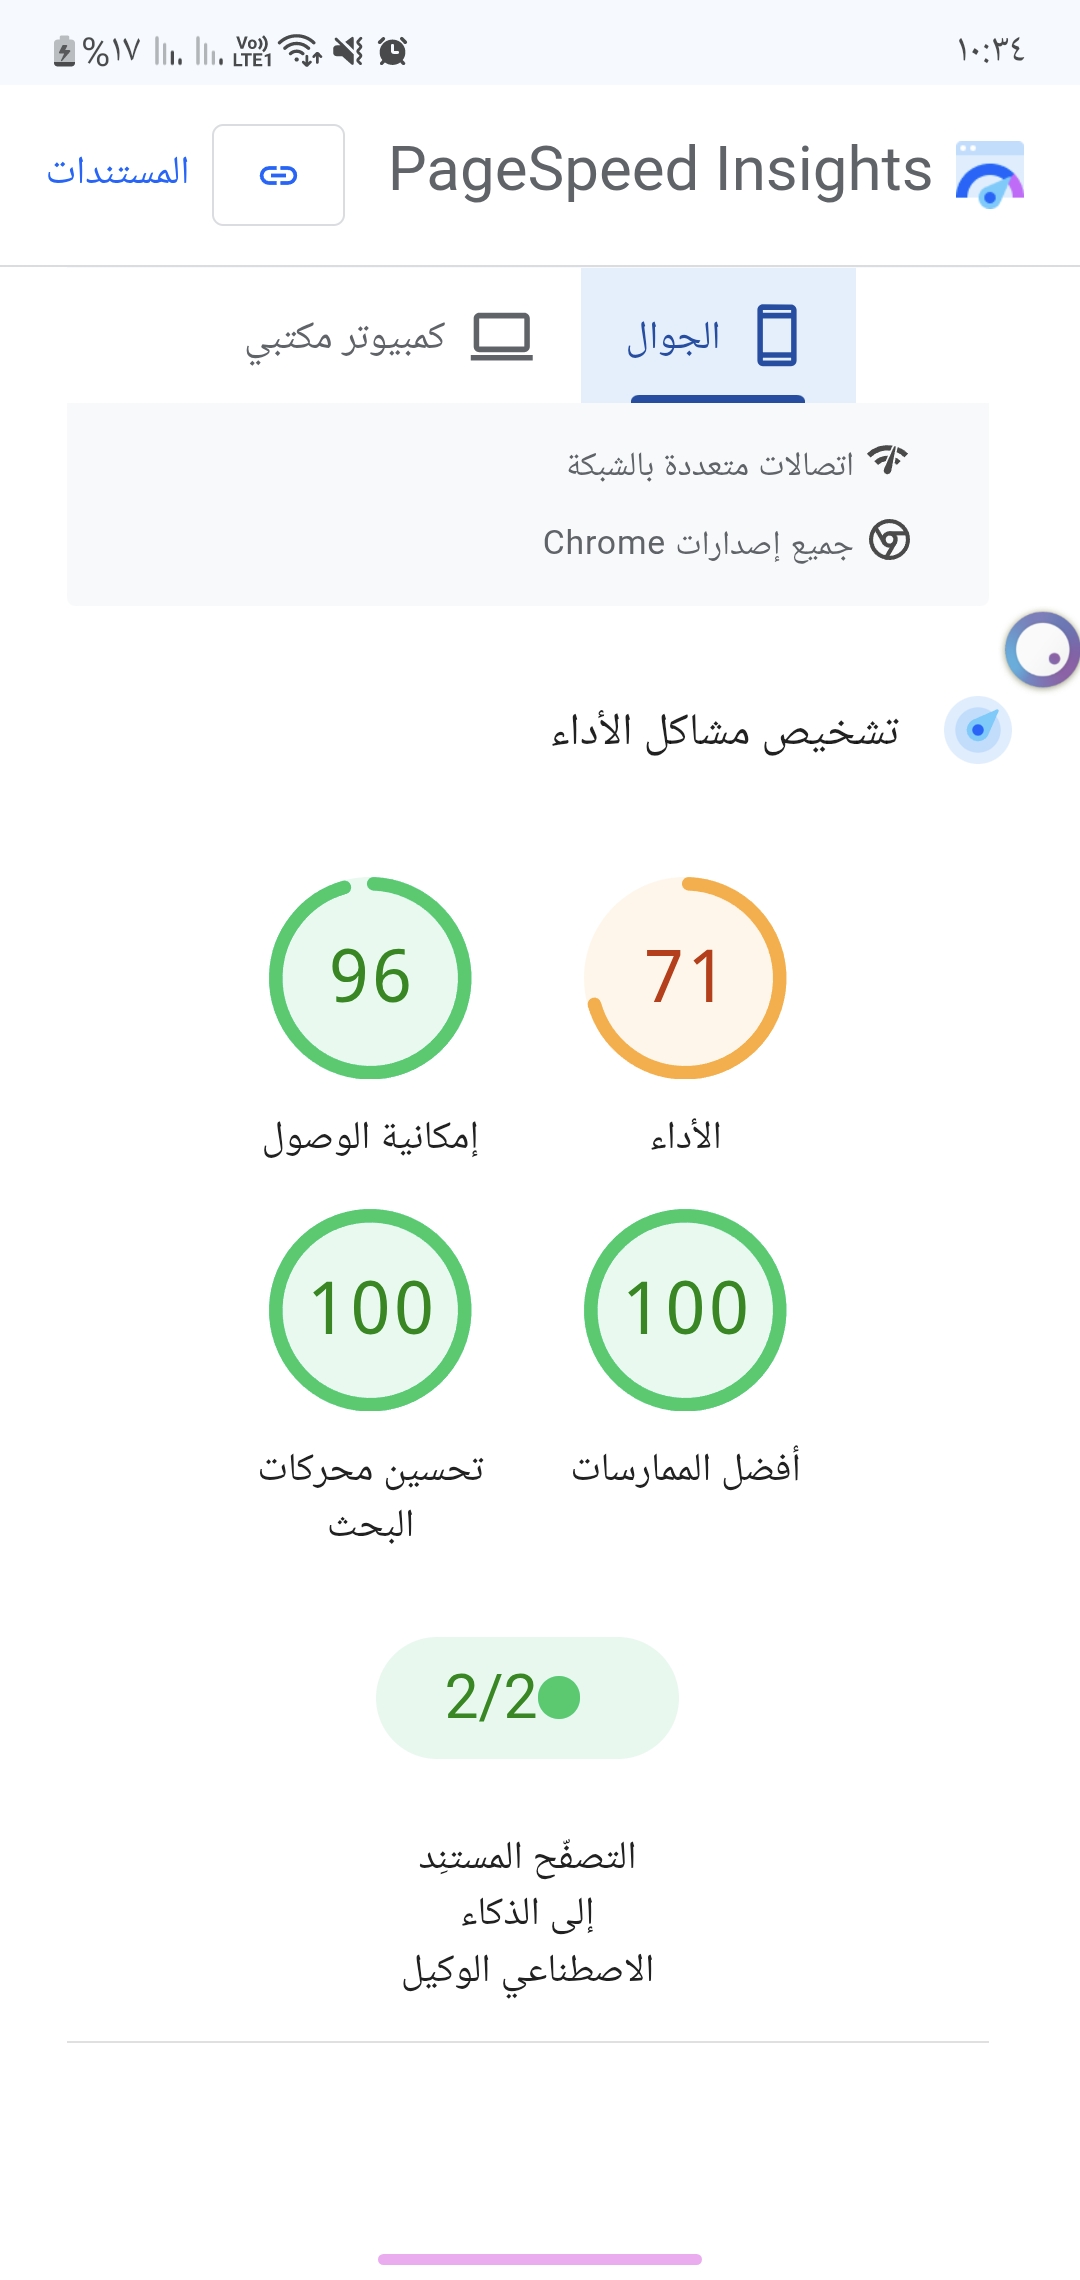 ١٠:٣٤
Vo)) LTE1
%١٧
PageSpeed Insights
المستندات
الجوال
كمبيوتر مكتبي
اتصالات متعددة بالشبكة
جميع إصدارات Chrome
تشخيص مشاكل الأداء
71
96
الأداء
إمكانية الوصول
100
100
أفضل الممارسات
تحسين محركات
البحث
2/2
التصفّح المستنِد
إلى الذكاء
الاصطناعي الوكيل